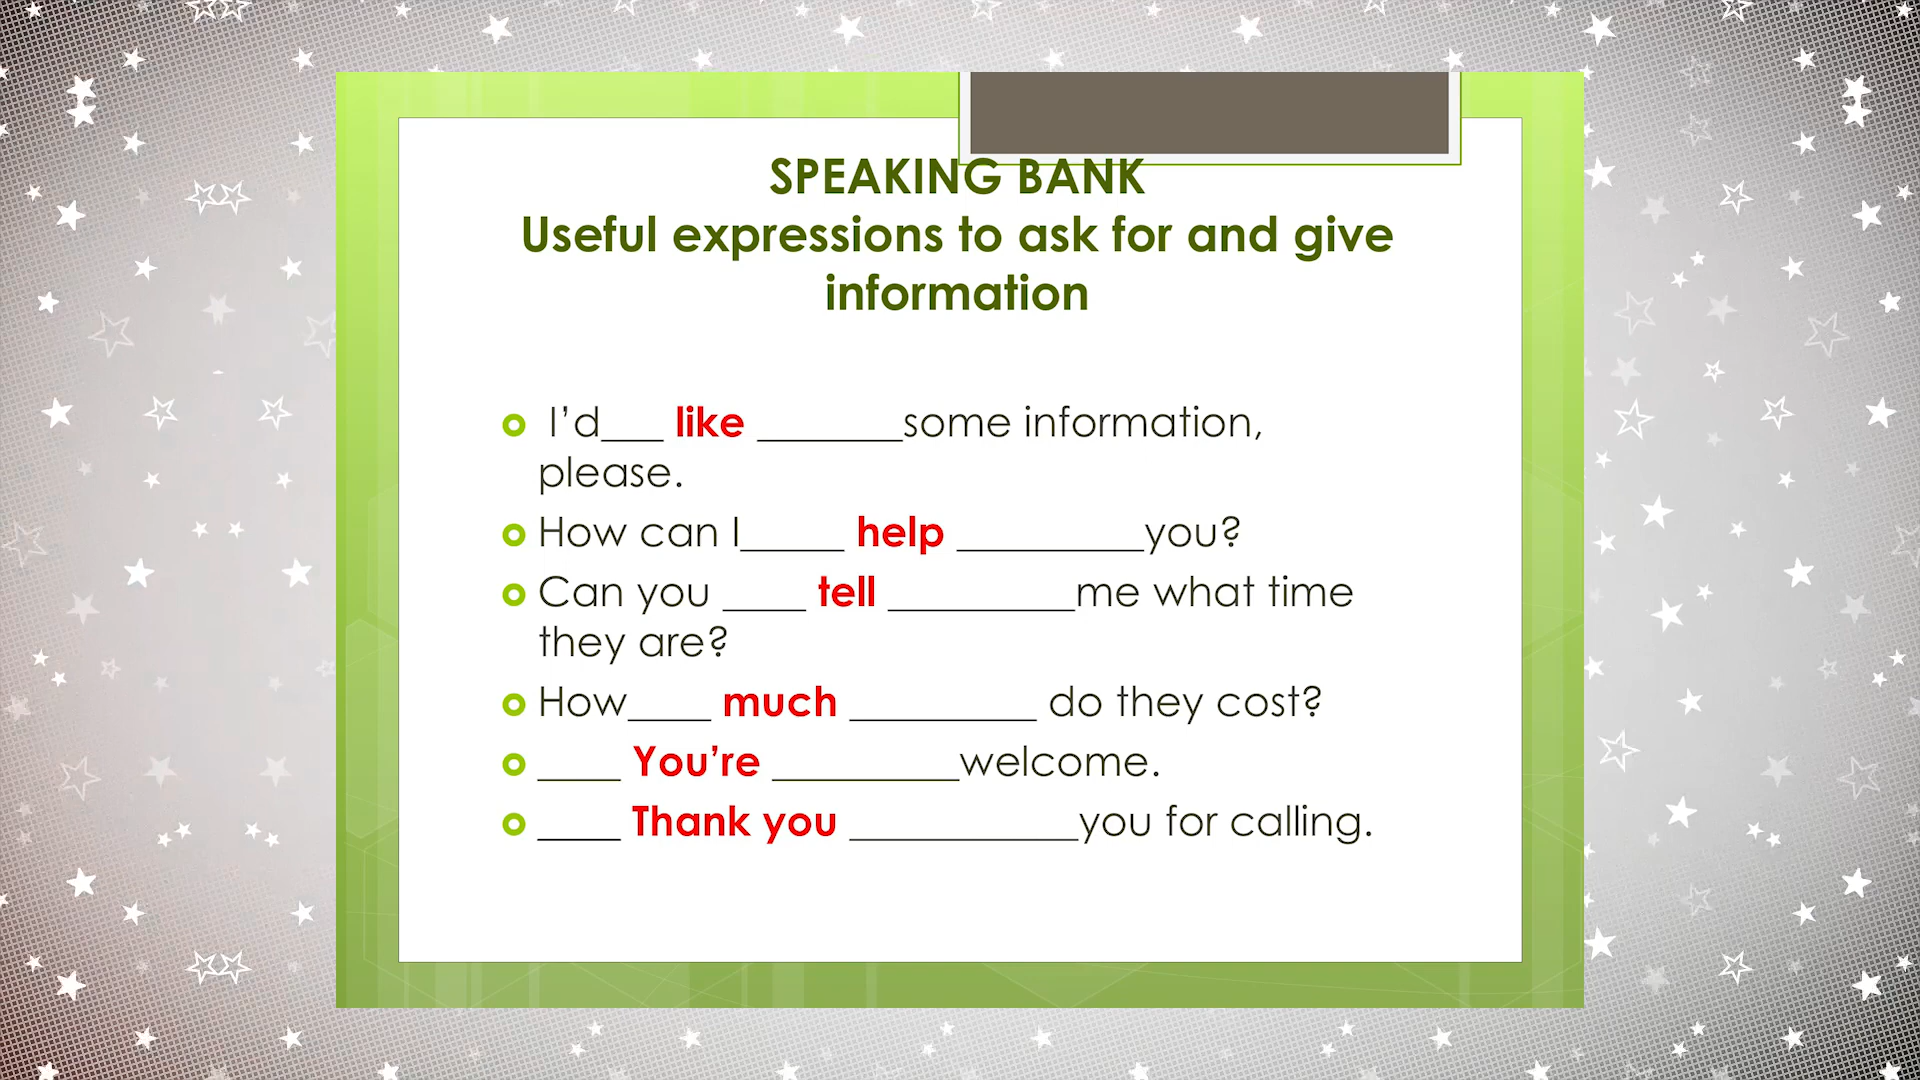 SPEAKING BANK
Useful expressions to ask for and give
information
I’d___ like _______some information,
please.
How can I_____ help _________you?
Can you ____ tell _________me what time
they are?
How____ much _________ do they cost?
____ You’re _________welcome.
____ Thank you ___________you for calling.